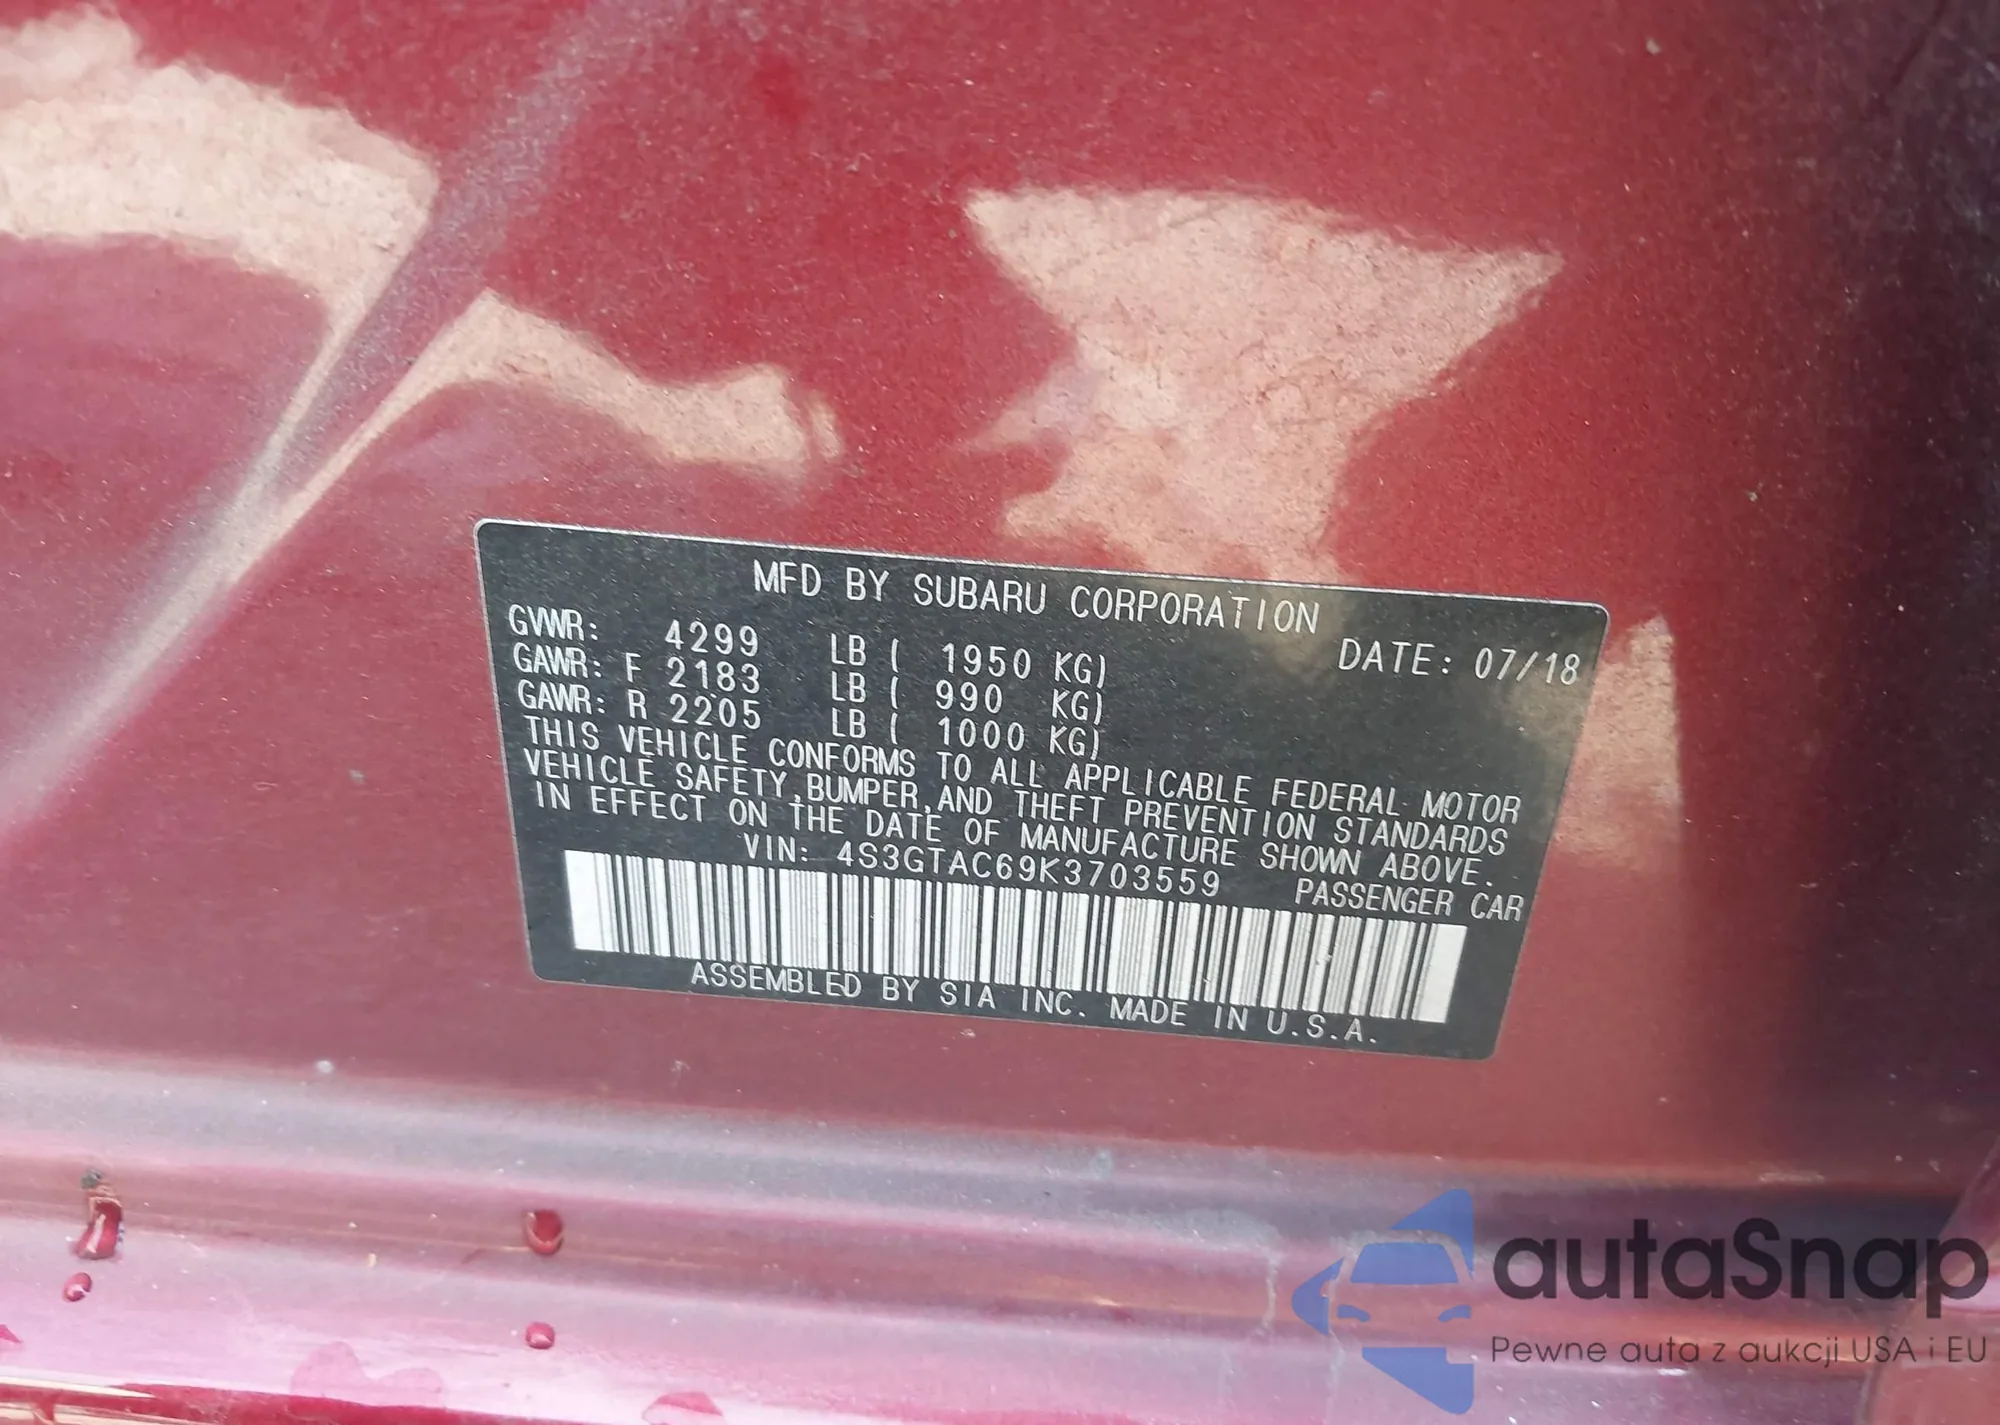 MFD BY SUBARU CORPORATION
GVWR: 4299 LB ( 1950 KG) DATE: 07/18
GAWR: F 2183 LB ( 990 KG)
GAWR: R 2205 LB ( 1000 KG)
THIS VEHICLE CONFORMS TO ALL APPLICABLE FEDERAL MOTOR
VEHICLE SAFETY,BUMPER,AND THEFT PREVENTION STANDARDS
IN EFFECT ON THE DATE OF MANUFACTURE SHOWN ABOVE.
VIN: 4S3GTAC69K3703559 PASSENGER CAR
ASSEMBLED BY SIA INC. MADE IN U.S.A.
autaSnap
Pewne auta z aukcji USA i EU